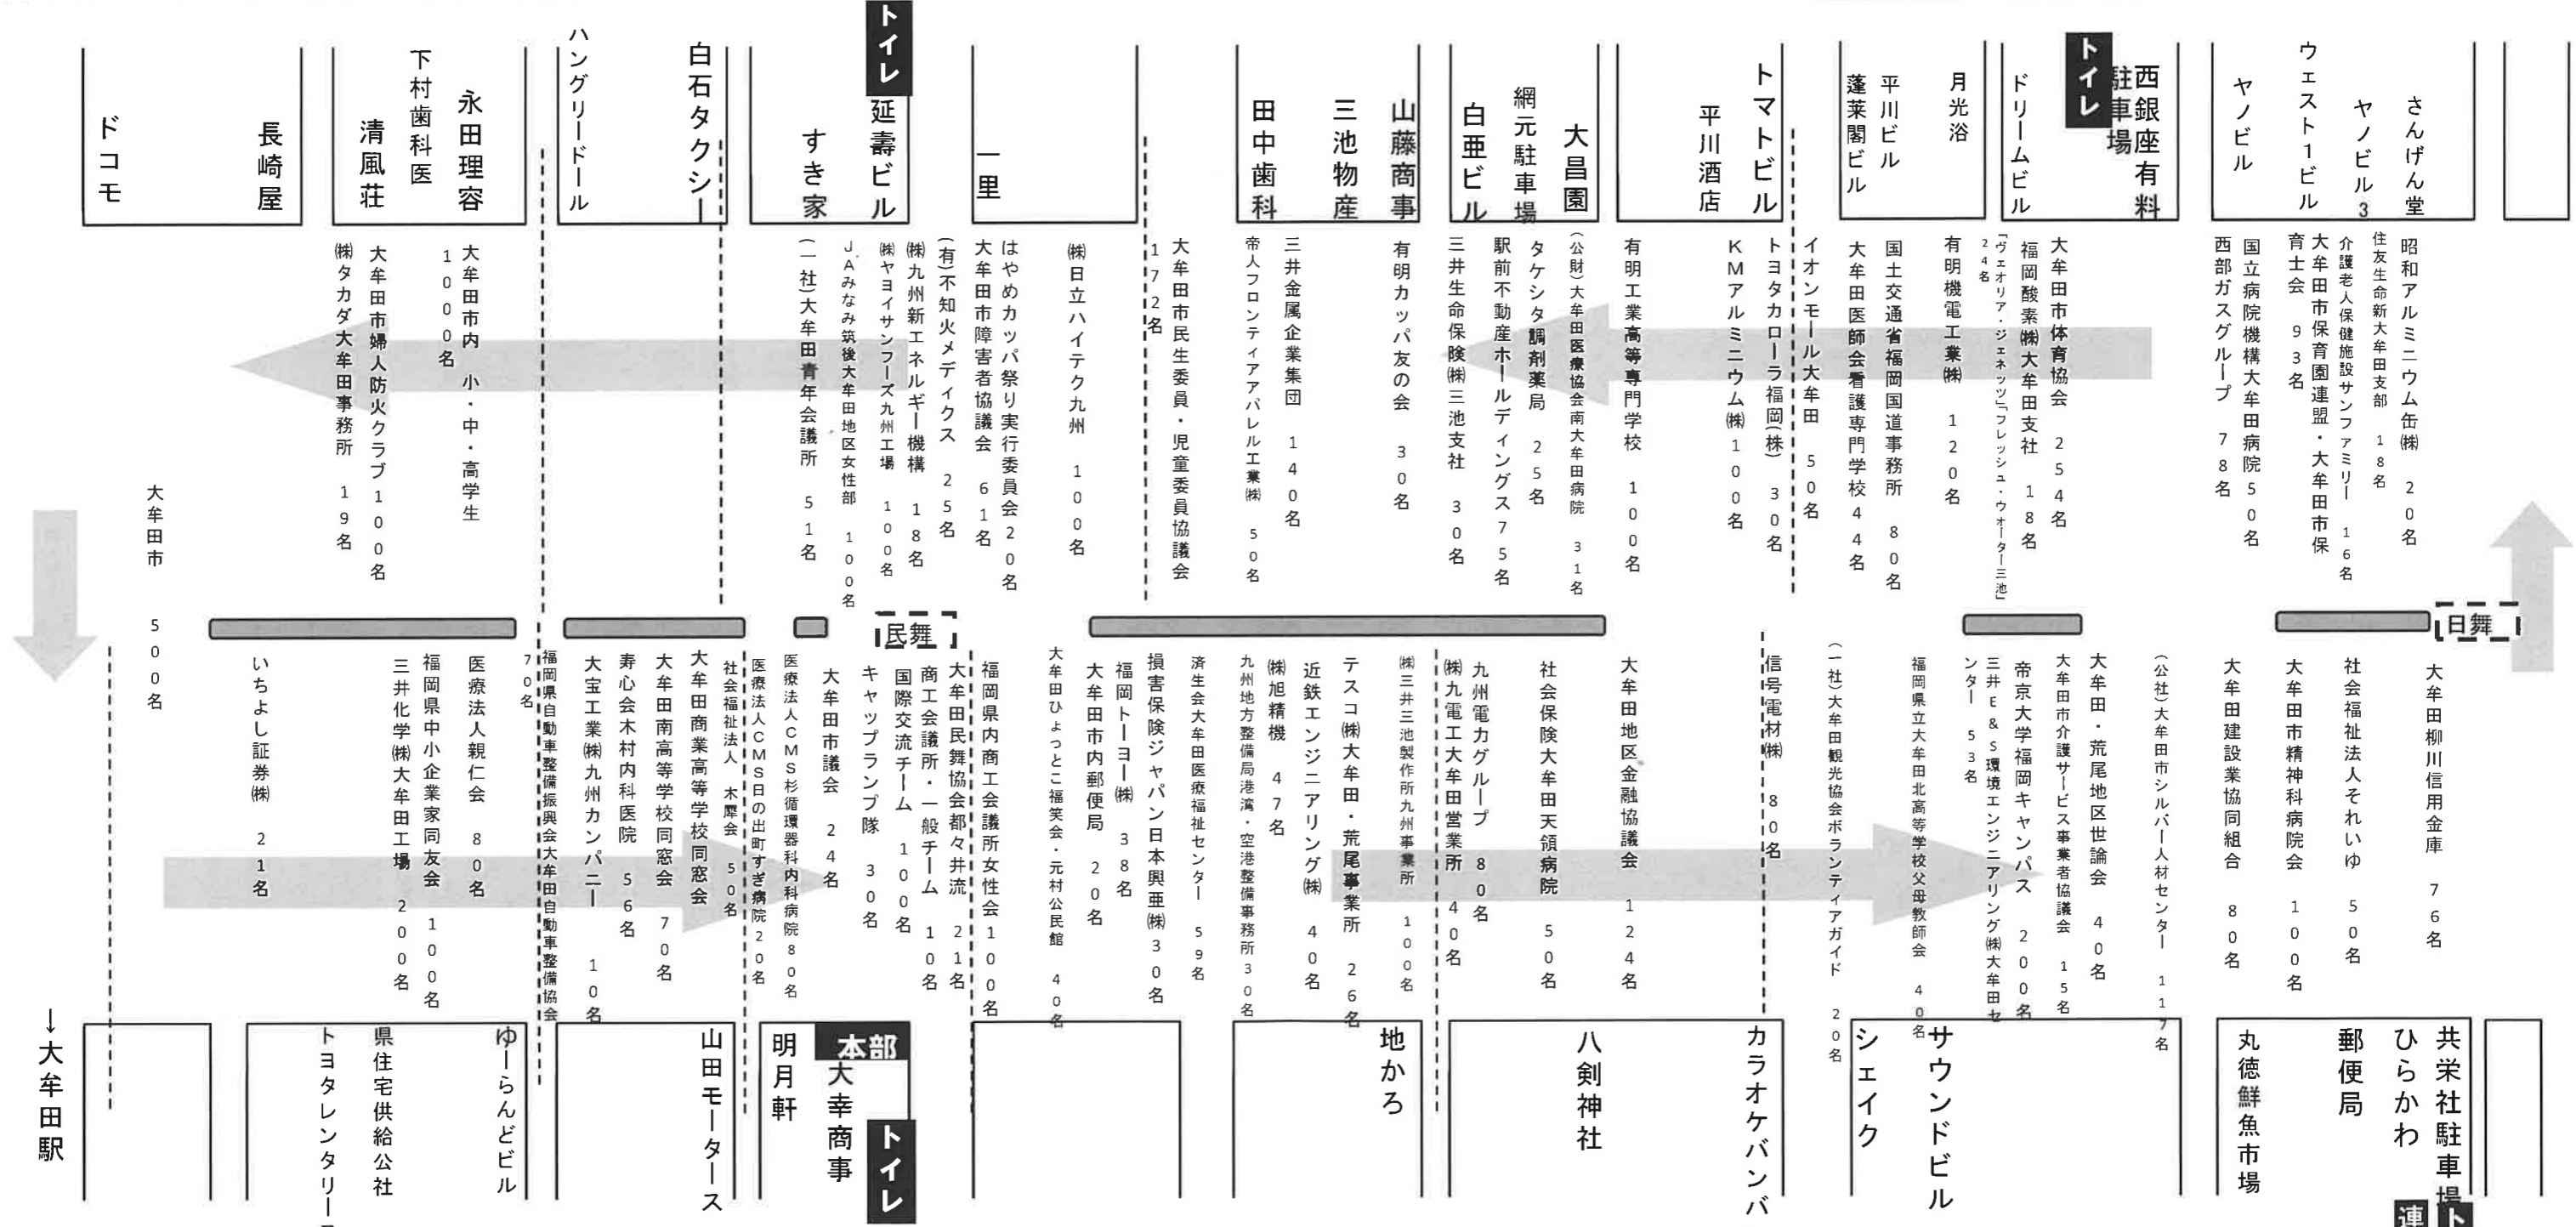 さんげん堂
ヤノビル3
ウェスト1ビル
ヤノビル
西銀座有料
駐車場
トイレ
ドリームビル
月光浴
平川ビル
蓬莱閣ビル
トマトビル
平川酒店
大昌園
網元駐車場
白亜ビル
山藤商事
三池物産
田中歯科
一里
トイレ
延壽ビル
すき家
白石タクシー
ハングリードール
永田理容
下村歯科医
清風荘
長崎屋
ドコモ
昭和アルミニウム缶㈱ 20名
住友生命新大牟田支部 18名
介護老人保健施設サンファミリー 16名
大牟田市保育園連盟・大牟田市保
育士会 93名
国立病院機構大牟田病院50名
西部ガスグループ 78名
大牟田市体育協会 254名
福岡酸素㈱大牟田支社 18名
「ヴェオリア・ジェネッツ」「フレッシュ・ウォーター三池」
24名
有明機電工業㈱ 120名
国土交通省福岡国道事務所 80名
大牟田医師会看護専門学校44名
イオンモール大牟田 50名
トヨタカローラ福岡(株) 30名
KMアルミニウム㈱100名
有明工業高等専門学校 100名
(公財)大牟田医療協会南大牟田病院 31名
タケシタ調剤薬局 25名
駅前不動産ホールディングス75名
三井生命保険㈱三池支社 30名
有明カッパ友の会 30名
三井金属企業集団 140名
帝人フロンティアアパレル工業㈱ 50名
大牟田市民生委員・児童委員協議会
172名
㈱日立ハイテク九州 100名
はやめカッパ祭り実行委員会20名
大牟田市障害者協議会 61名
(有)不知火メディクス 25名
㈱九州新エネルギー機構 18名
㈱ヤヨイサンフーズ九州工場 100名
J.Aみなみ筑後大牟田地区女性部 100名
(一社)大牟田青年会議所 51名
大牟田市内 小・中・高学生
1000名
大牟田市婦人防火クラブ100名
㈱タカダ大牟田事務所 19名
大牟田市 500名
日舞
民舞
大牟田柳川信用金庫 76名
社会福祉法人それいゆ 50名
大牟田市精神科病院会 100名
大牟田建設業協同組合 80名
(公社)大牟田市シルバー人材センター 117名
大牟田・荒尾地区世論会 40名
大牟田市介護サービス事業者協議会 15名
帝京大学福岡キャンパス 200名
三井E&S環境エンジニアリング㈱大牟田セ
ンター 53名
福岡県立大牟田北高等学校父母教師会 40名
(一社)大牟田観光協会ボランティアガイド 20名
信号電材㈱ 80名
大牟田地区金融協議会 124名
社会保険大牟田天領病院 50名
九州電力グループ 80名
㈱九電工大牟田営業所 40名
㈱三井三池製作所九州事業所 100名
テスコ㈱大牟田・荒尾事業所 26名
近鉄エンジニアリング㈱ 40名
㈱旭精機 47名
九州地方整備局港湾・空港整備事務所30名
済生会大牟田医療福祉センター 59名
損害保険ジャパン日本興亜㈱30名
福岡トーヨー㈱ 38名
大牟田市内郵便局 20名
大牟田ひょっとこ福笑会・元村公民館 40名
福岡県内商工会議所女性会100名
大牟田民舞協会都々井流 21名
商工会議所・一般チーム 10名
国際交流チーム 100名
キャップランプ隊 30名
大牟田市議会 24名
医療法人CMS杉循環器科内科病院80名
医療法人CMS日の出町すぎ病院20名
社会福祉法人 木犀会 50名
大牟田商業高等学校同窓会
大牟田南高等学校同窓会 70名
寿心会木村内科医院 56名
大宝工業㈱九州カンパニー 10名
福岡県自動車整備振興会大牟田自動車整備協会
70名
医療法人親仁会 80名
福岡県中小企業家同友会 100名
三井化学㈱大牟田工場 200名
いちよし証券㈱ 21名
共栄社駐車場
ひらかわ
郵便局
丸徳鮮魚市場
サウンドビル
シェイク
カラオケバンバ
八剣神社
地かろ
本部
大幸商事
トイレ
明月軒
山田モータース
ゆーらんどビル
県住宅供給公社
トヨタレンタリー
→大牟田駅
ト
連